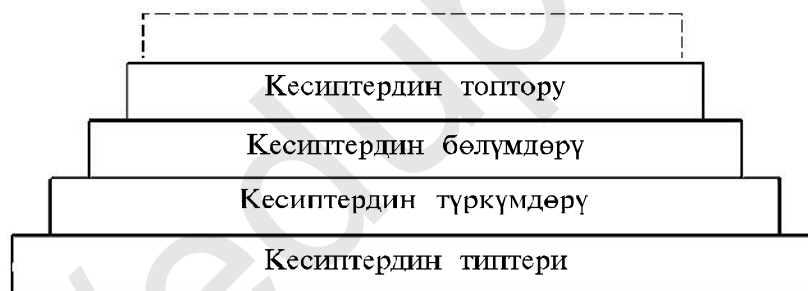 Кесиптердин топтору
Кесиптердин бөлүмдөрү
Кесиптердин түркүмдөрү
Кесиптердин типтери